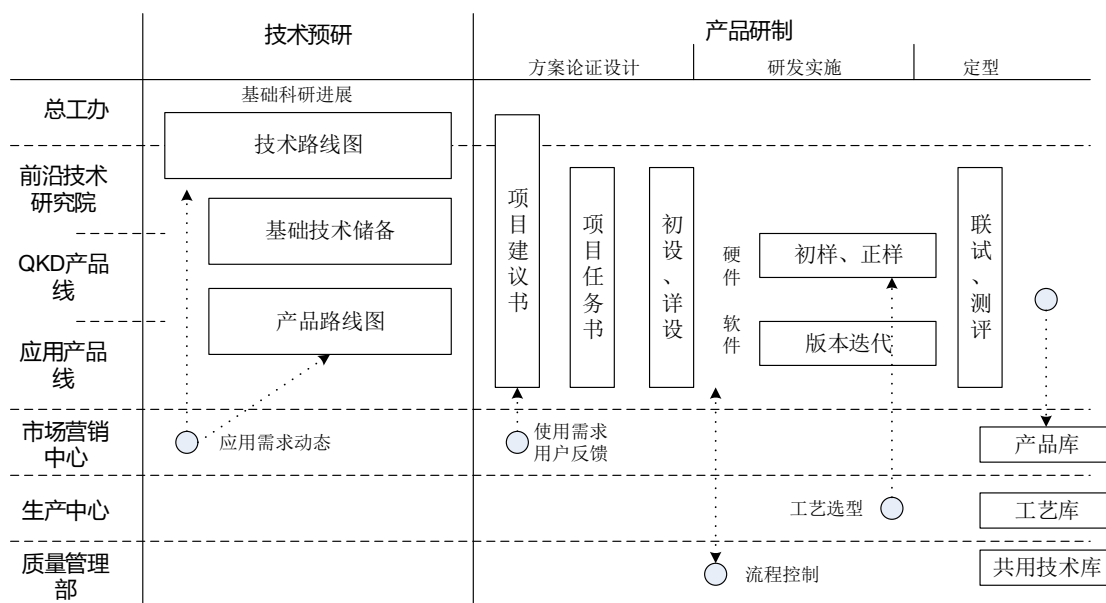 技术预研
产品研制
方案论证设计
研发实施
定型
总工办
基础科研进展
技术路线图
前沿技术
研究院
基础技术储备
QKD产品
线
产品路线图
应用产品
线
项目建议书
项目任务书
初设、详设
硬件
初样、正样
软件
版本迭代
联试、测评
市场营销
中心
应用需求动态
使用需求
用户反馈
产品库
生产中心
工艺选型
工艺库
质量管理
部
流程控制
共用技术库